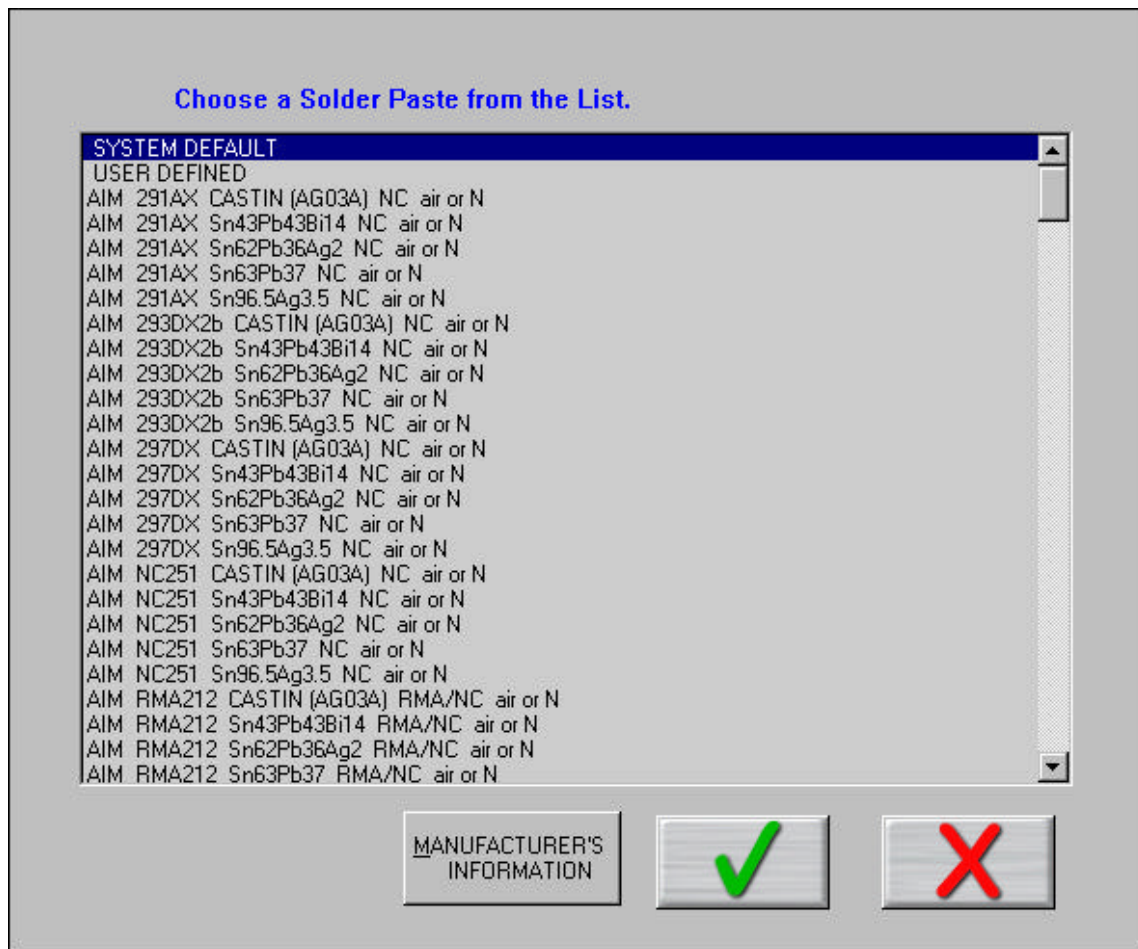 Choose a Solder Paste from the List.
SYSTEM DEFAULT
USER DEFINED
AIM 291AX CASTIN (AG03A) NC air or N
AIM 291AX Sn43Pb43Bi14 NC air or N
AIM 291AX Sn62Pb36Ag2 NC air or N
AIM 291AX Sn63Pb37 NC air or N
AIM 291AX Sn96.5Ag3.5 NC air or N
AIM 293DX2b CASTIN (AG03A) NC air or N
AIM 293DX2b Sn43Pb43Bi14 NC air or N
AIM 293DX2b Sn62Pb36Ag2 NC air or N
AIM 293DX2b Sn63Pb37 NC air or N
AIM 293DX2b Sn96.5Ag3.5 NC air or N
AIM 297DX CASTIN (AG03A) NC air or N
AIM 297DX Sn43Pb43Bi14 NC air or N
AIM 297DX Sn62Pb36Ag2 NC air or N
AIM 297DX Sn63Pb37 NC air or N
AIM 297DX Sn96.5Ag3.5 NC air or N
AIM NC251 CASTIN (AG03A) NC air or N
AIM NC251 Sn43Pb43Bi14 NC air or N
AIM NC251 Sn62Pb36Ag2 NC air or N
AIM NC251 Sn63Pb37 NC air or N
AIM NC251 Sn96.5Ag3.5 NC air or N
AIM RMA212 CASTIN (AG03A) RMA/NC air or N
AIM RMA212 Sn43Pb43Bi14 RMA/NC air or N
AIM RMA212 Sn62Pb36Ag2 RMA/NC air or N
AIM RMA212 Sn63Pb37 RMA/NC air or N
MANUFACTURER'S
INFORMATION